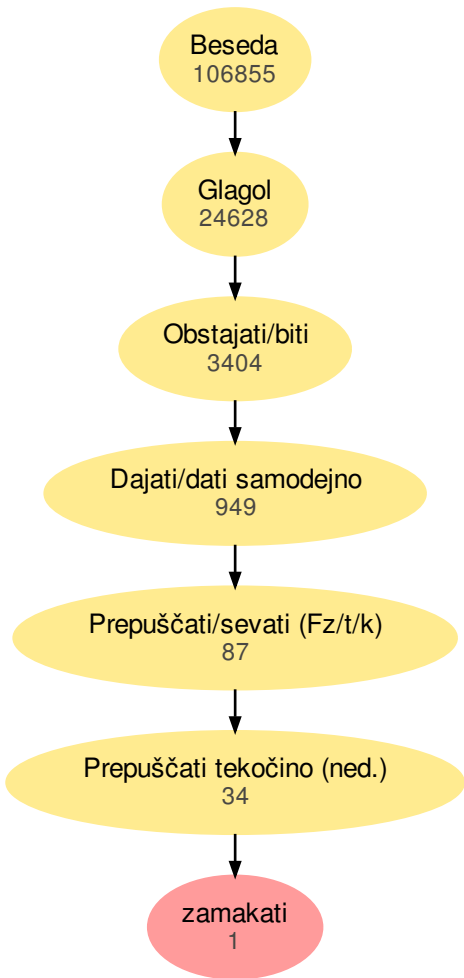 Beseda
106855
Glagol
24628
Obstajati/biti
3404
Dajati/dati samodejno
949
Prepuščati/sevati (Fz/t/k)
87
Prepuščati tekočino (ned.)
34
zamakati
1